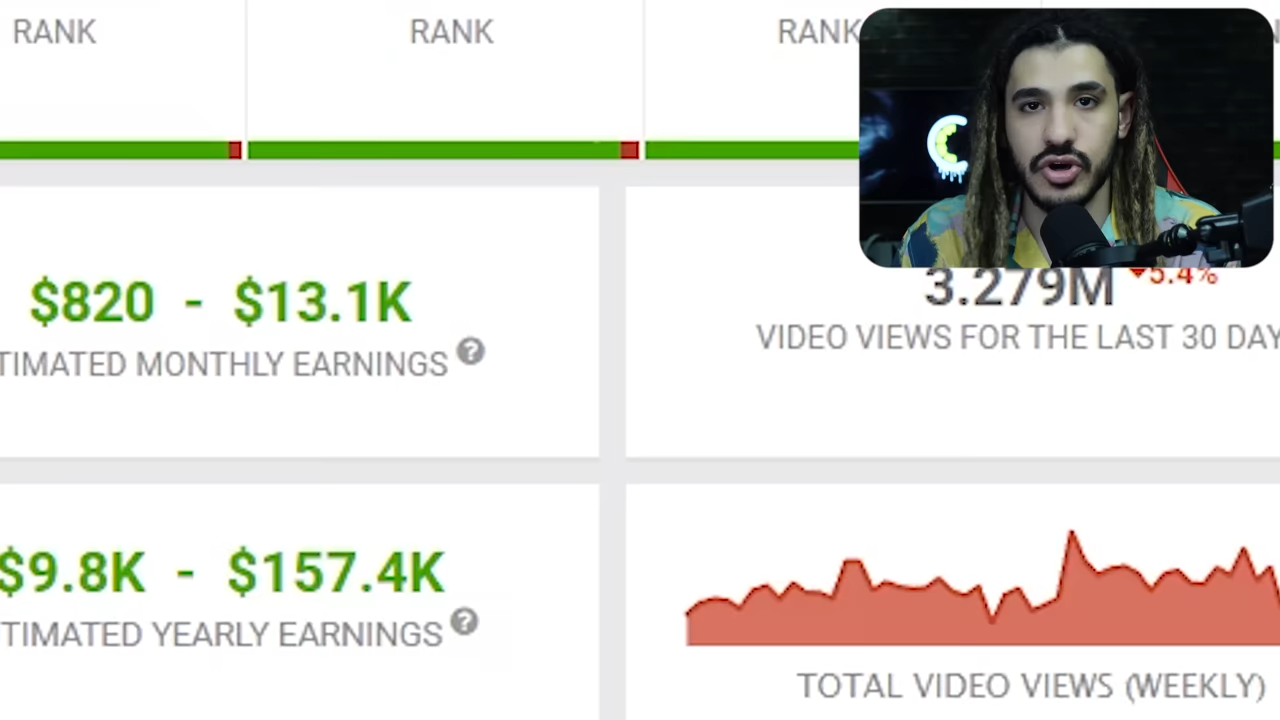 RANK
RANK
RANK
$820 - $13.1K
TIMATED MONTHLY EARNINGS
3.279M 5.4%
VIDEO VIEWS FOR THE LAST 30 DAY
$9.8K - $157.4K
TIMATED YEARLY EARNINGS
TOTAL VIDEO VIEWS (WEEKLY)